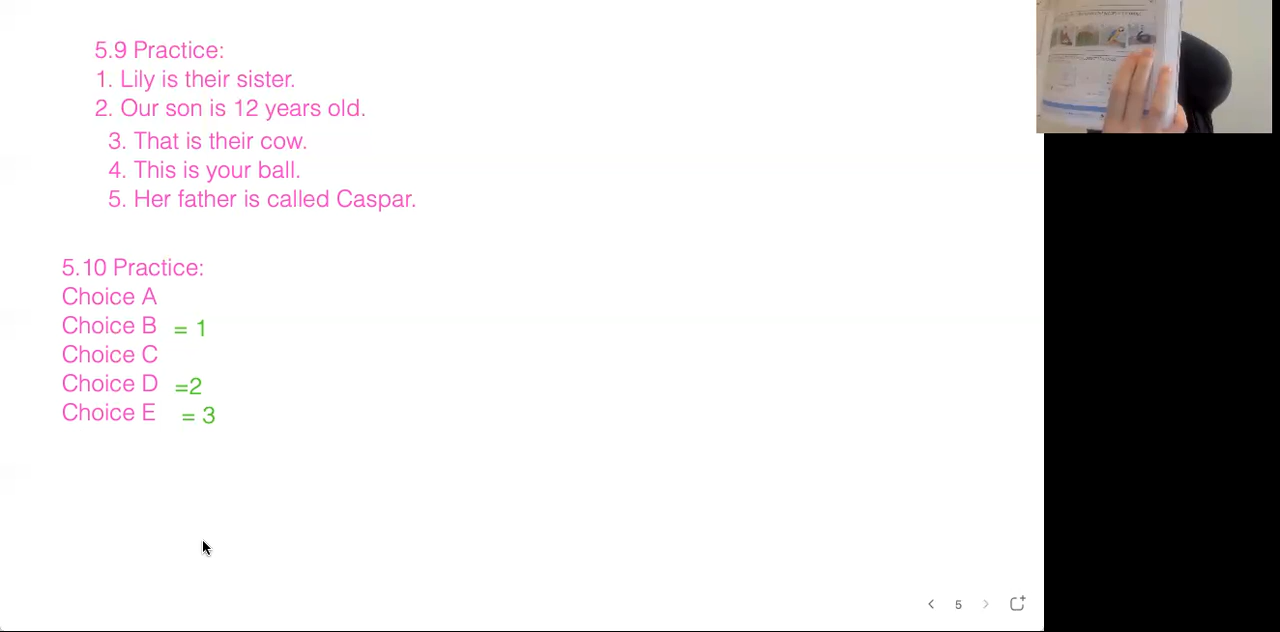 5.9 Practice:
1. Lily is their sister.
2. Our son is 12 years old.
3. That is their cow.
4. This is your ball.
5. Her father is called Caspar.
5.10 Practice:
Choice A
Choice B = 1
Choice C
Choice D =2
Choice E = 3
5